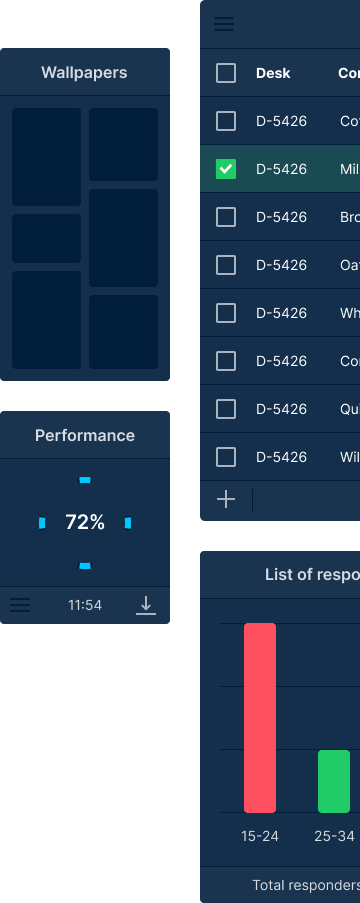 Wallpapers
Performance
72%
11:54
Desk Co
D-5426 Co
D-5426 Mil
D-5426 Bro
D-5426 Oa
D-5426 Wh
D-5426 Co
D-5426 Qu
D-5426 Wil
List of respo
15-24 25-34
Total responders